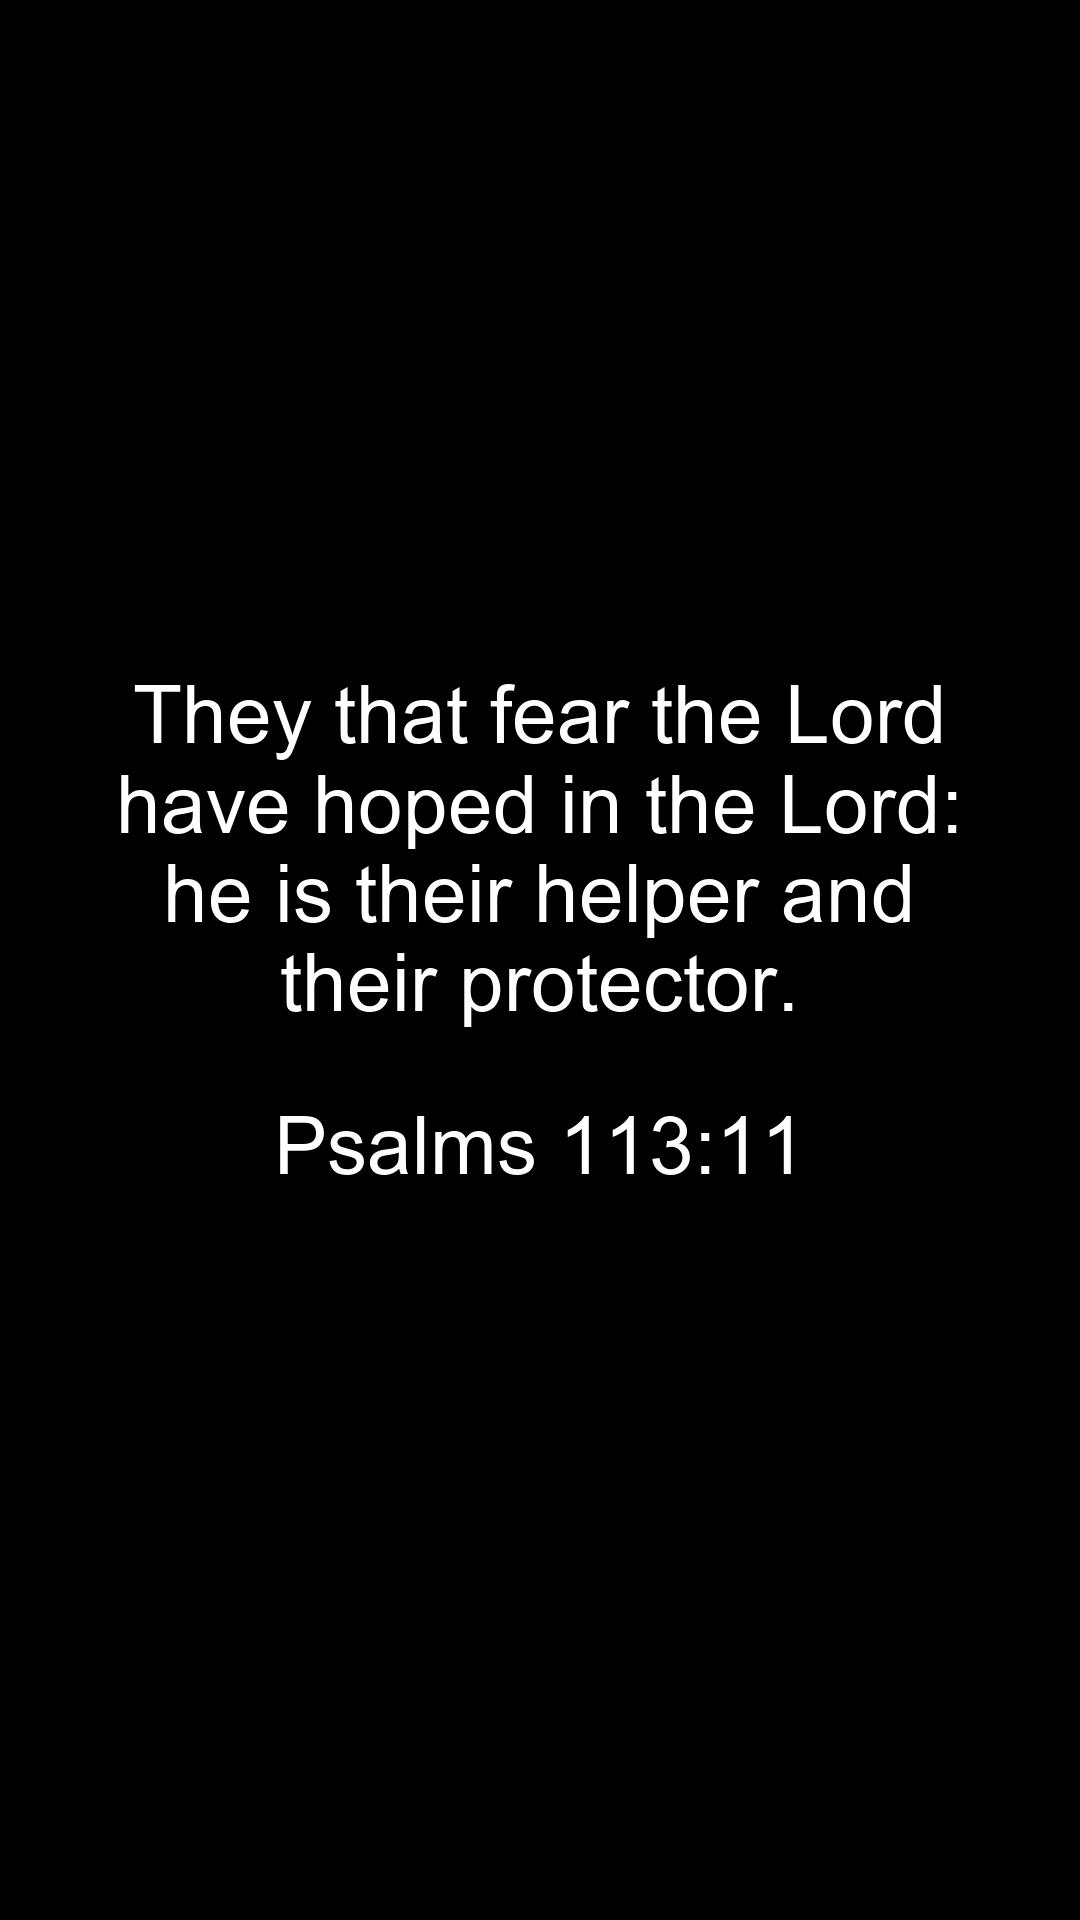 They that fear the Lord
have hoped in the Lord:
he is their helper and
their protector.
Psalms 113:11